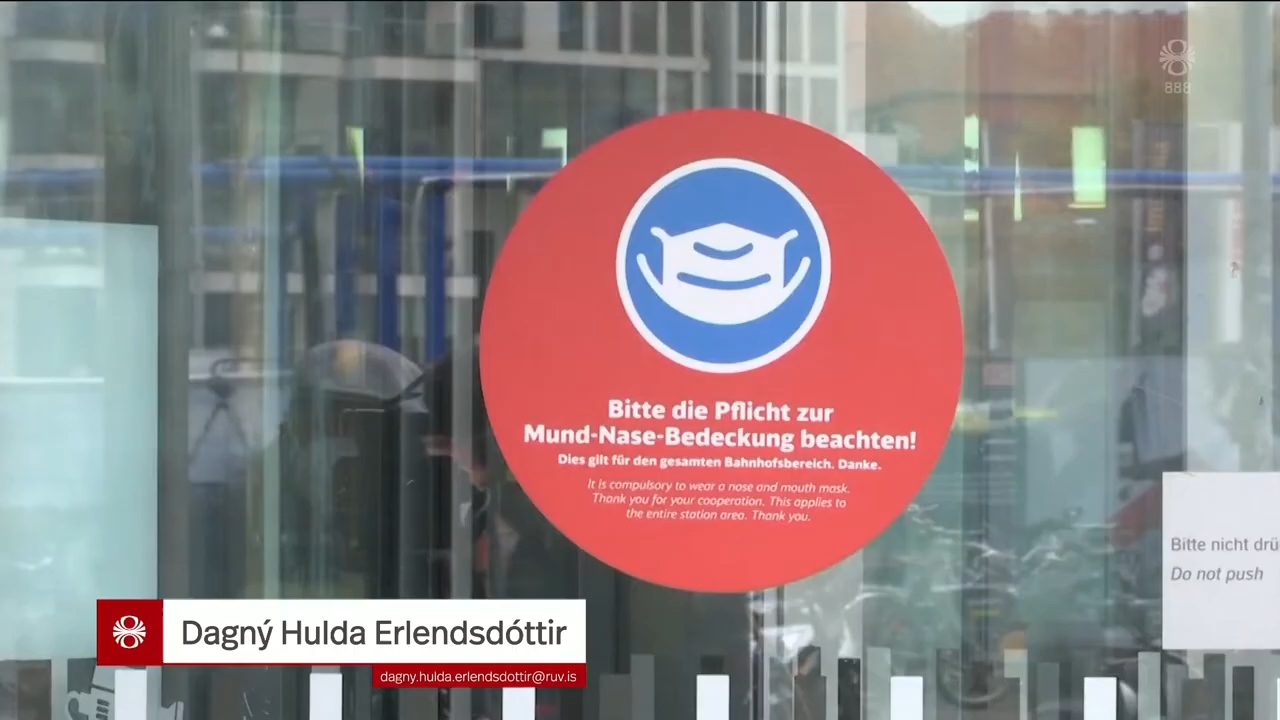 888
Bitte die Pflicht zur
Mund-Nase-Bedeckung beachten!
Dies gilt für den gesamten Bahnhofsbereich. Danke.
It is compulsory to wear a nose and mouth mask.
Thank you for your cooperation. This applies to
the entire station area. Thank you.
Bitte nicht drü
Do not push
Dagný Hulda Erlendsdóttir
dagny.hulda.erlendsdottir@ruv.is